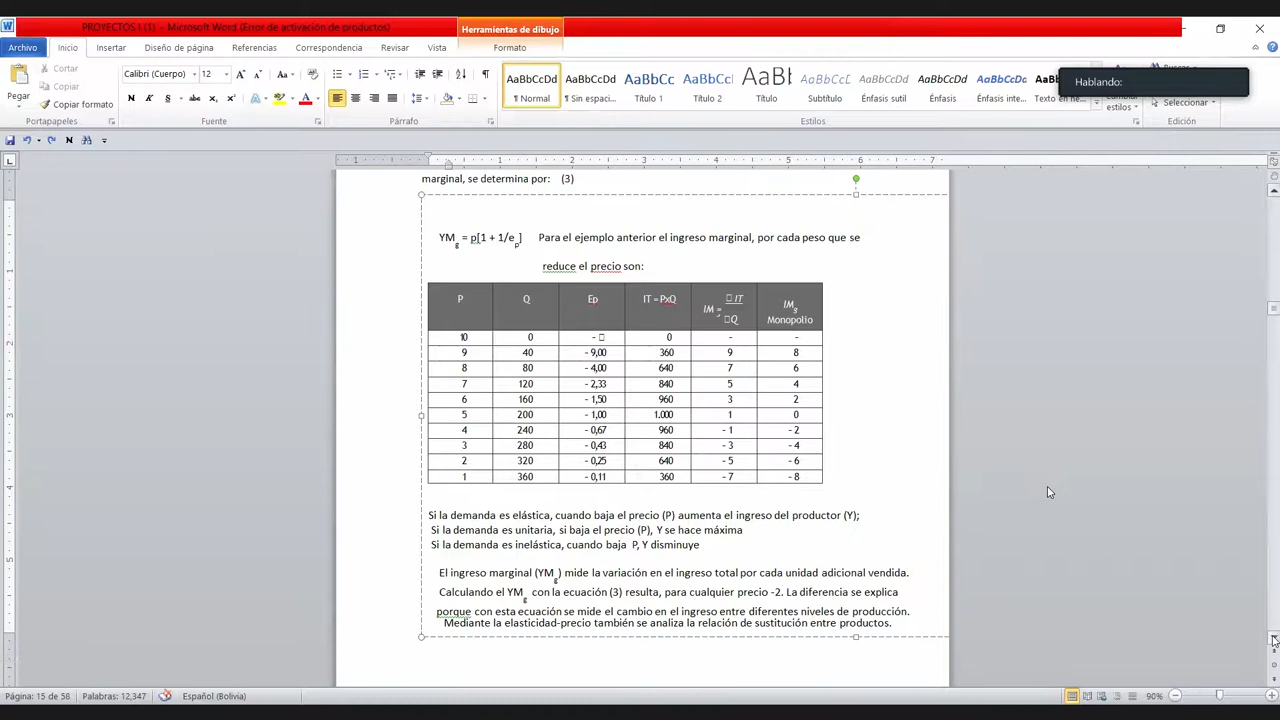 PROYECTOS I (1) - Microsoft Word (Error de activación de productos)
Herramientas de dibujo
Archivo Inicio Insertar Diseño de página Referencias Correspondencia Revisar Vista Formato
Pegar
Cortar
Copiar
Copiar formato
Calibri (Cuerpo) 12
AaBbCcDd AaBbCcDd AaBbCc AaBbCc AaB AaBbCcD AaBbCcDd AaBbCcDd AaBbCcDd
¶ Normal ¶ Sin espaci... Título 1 Título 2 Título Subtítulo Énfasis sutil Énfasis Énfasis inte... Texto en ne...
Hablando:
estilos
Seleccionar
Portapapeles Fuente Párrafo Estilos Edición
marginal, se determina por: (3)
YMg = p[1 + 1/ep] Para el ejemplo anterior el ingreso marginal, por cada peso que se
reduce el precio son:
P Q Ep IT = PxQ IM = □ IT / □Q IMg Monopolio
10 0 - □ 0 - -
9 40 - 9,00 360 9 8
8 80 - 4,00 640 7 6
7 120 - 2,33 840 5 4
6 160 - 1,50 960 3 2
5 200 - 1,00 1.000 1 0
4 240 - 0,67 960 - 1 - 2
3 280 - 0,43 840 - 3 - 4
2 320 - 0,25 640 - 5 - 6
1 360 - 0,11 360 - 7 - 8
Si la demanda es elástica, cuando baja el precio (P) aumenta el ingreso del productor (Y);
Si la demanda es unitaria, si baja el precio (P), Y se hace máxima
Si la demanda es inelástica, cuando baja P, Y disminuye
El ingreso marginal (YMg) mide la variación en el ingreso total por cada unidad adicional vendida.
Calculando el YMg con la ecuación (3) resulta, para cualquier precio -2. La diferencia se explica
porque con esta ecuación se mide el cambio en el ingreso entre diferentes niveles de producción.
Mediante la elasticidad-precio también se analiza la relación de sustitución entre productos.
Página: 15 de 58 Palabras: 12,347 Español (Bolivia) 90%